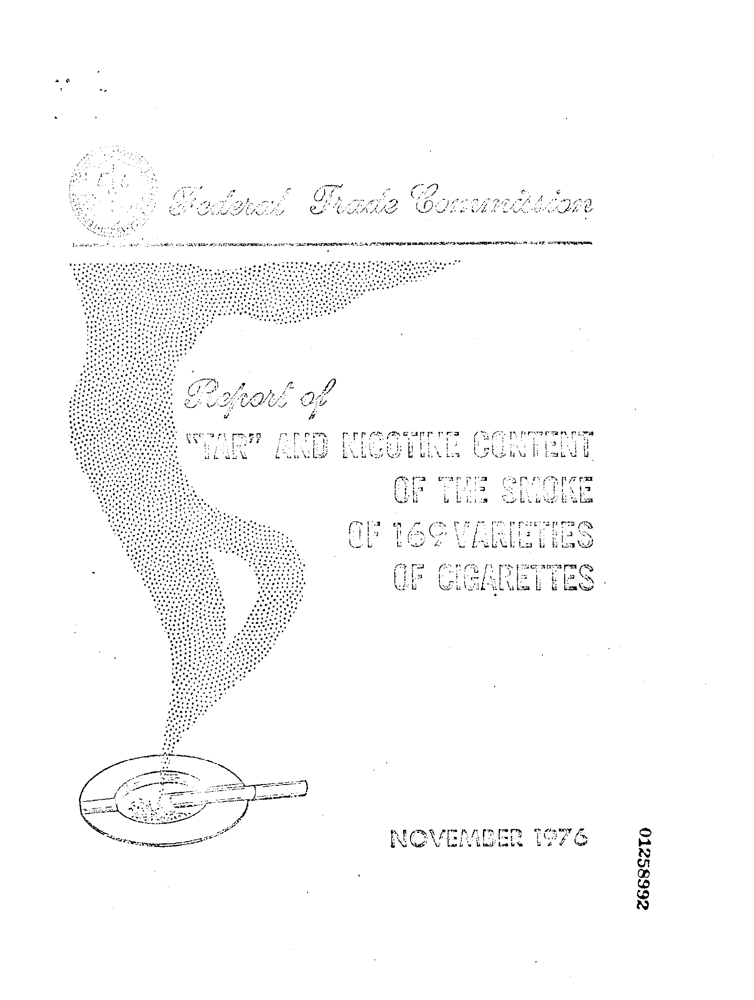 Federal Trade Commission
Report of
"TAR" AND NICOTINE CONTENT
OF THE SMOKE
OF 169 VARIETIES
OF CIGARETTES
NOVEMBER 1976
01258992